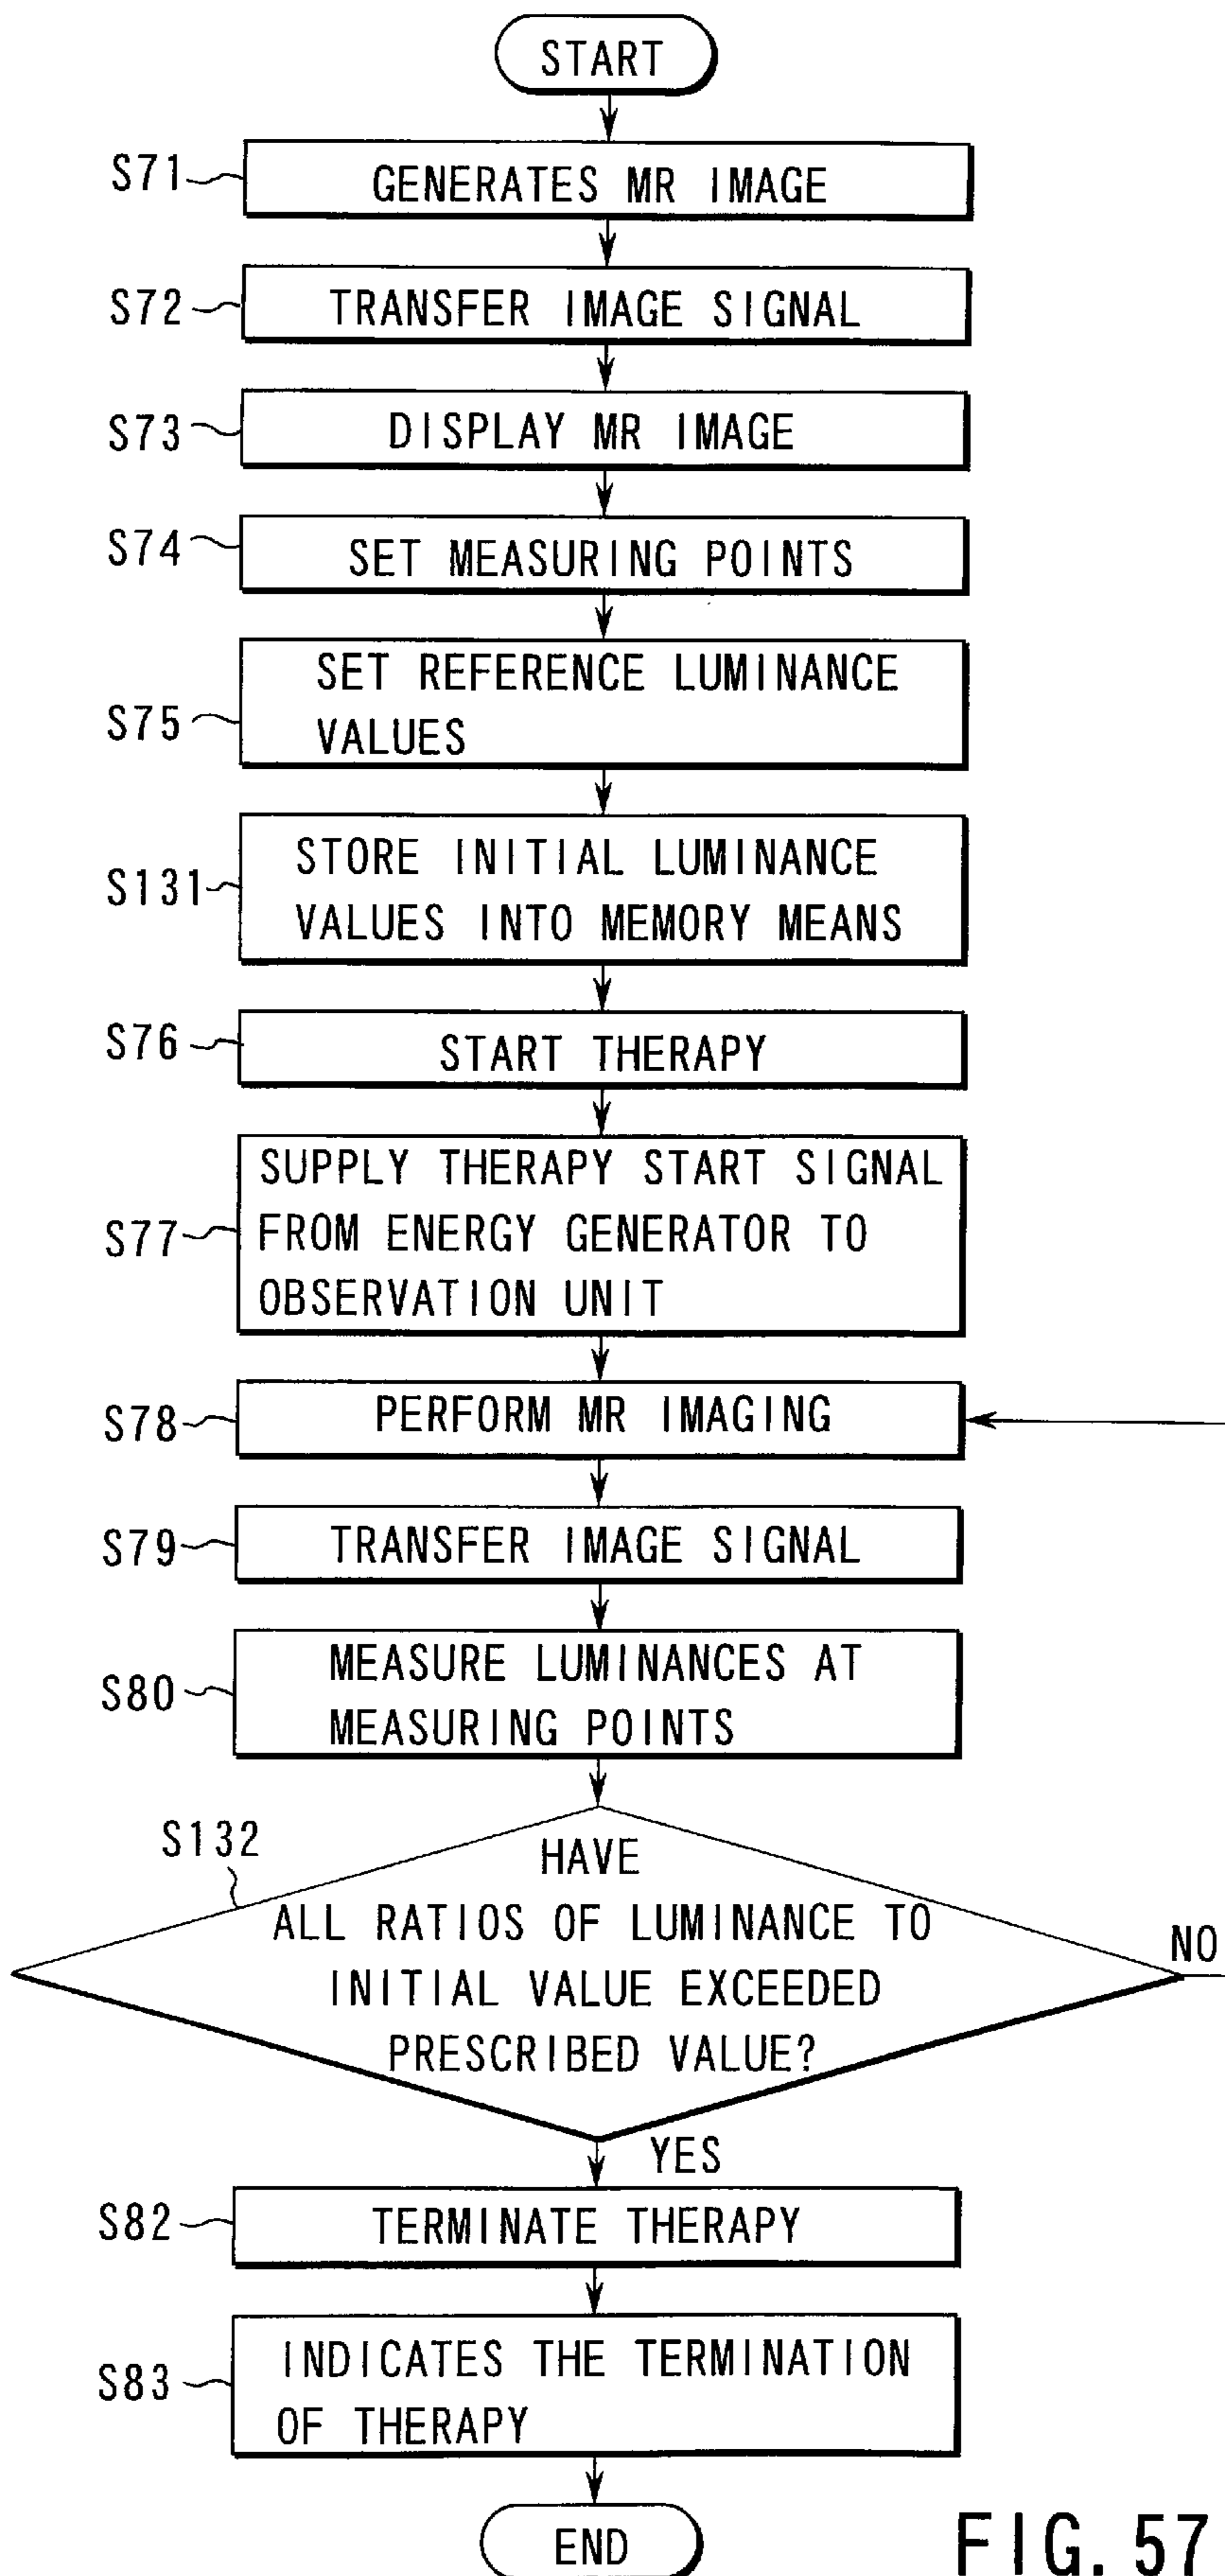 START
S71
GENERATES MR IMAGE
S72
TRANSFER IMAGE SIGNAL
S73
DISPLAY MR IMAGE
S74
SET MEASURING POINTS
S75
SET REFERENCE LUMINANCE
VALUES
S131
STORE INITIAL LUMINANCE
VALUES INTO MEMORY MEANS
S76
START THERAPY
S77
SUPPLY THERAPY START SIGNAL
FROM ENERGY GENERATOR TO
OBSERVATION UNIT
S78
PERFORM MR IMAGING
S79
TRANSFER IMAGE SIGNAL
S80
MEASURE LUMINANCES AT
MEASURING POINTS
S132
HAVE
ALL RATIOS OF LUMINANCE TO
INITIAL VALUE EXCEEDED
PRESCRIBED VALUE?
NO
YES
S82
TERMINATE THERAPY
S83
INDICATES THE TERMINATION
OF THERAPY
END
FIG. 57